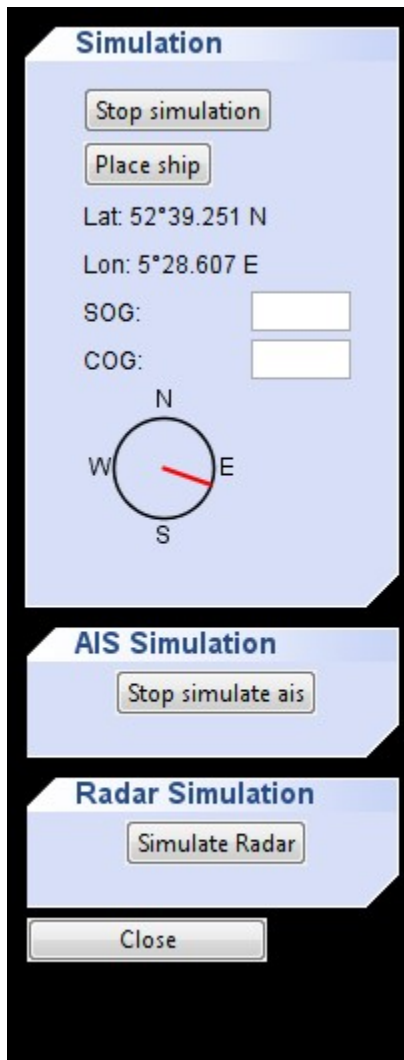 Simulation
Stop simulation
Place ship
Lat: 52°39.251 N
Lon: 5°28.607 E
SOG:
COG:
N
W E
S
AIS Simulation
Stop simulate ais
Radar Simulation
Simulate Radar
Close